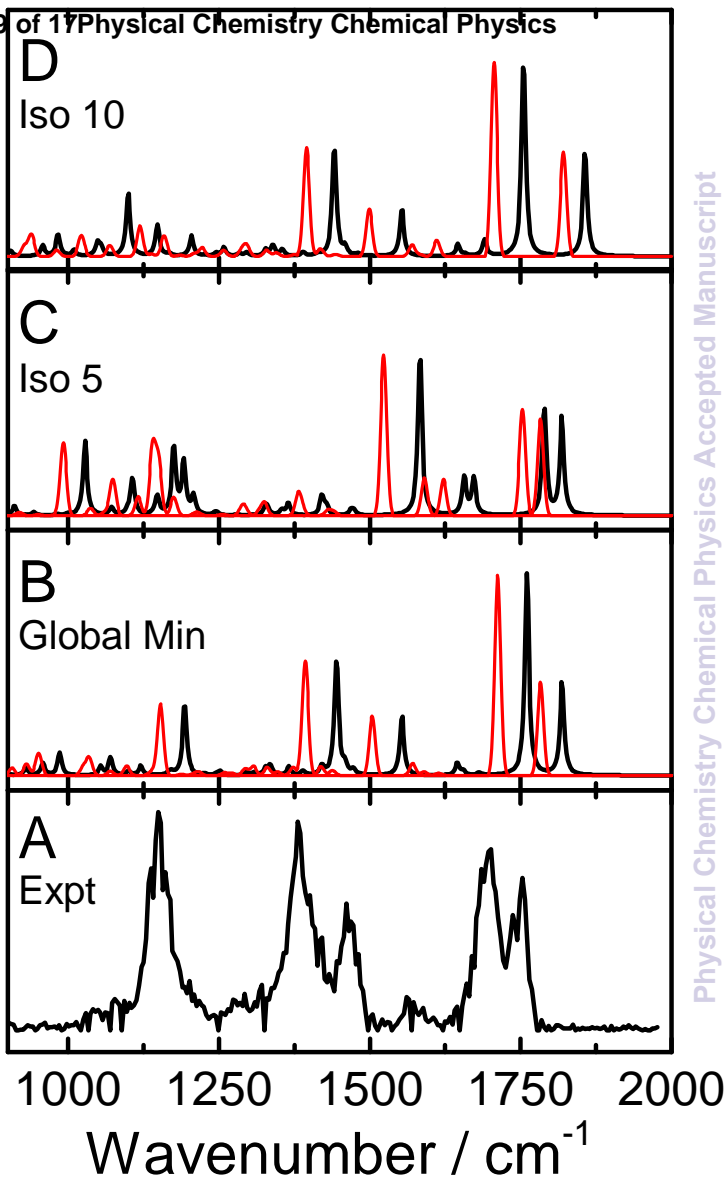 9 of 17Physical Chemistry Chemical Physics
D
Iso 10
C
Iso 5
B
Global Min
A
Expt
1000 1250 1500 1750 2000
Wavenumber / cm-1
Physical Chemistry Chemical Physics Accepted Manuscript